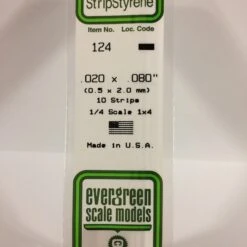 StripStyrene
Item No. Loc. Code
124
.020 x .080"
(0.5 x 2.0 mm)
10 Strips
1/4 Scale 1x4
Made in U.S.A.
evergreen
scale models